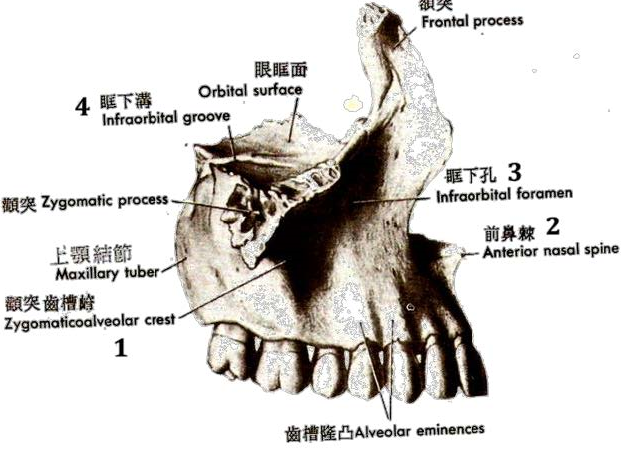 額突
Frontal process
眼眶面
Orbital surface
4 眶下溝
Infraorbital groove
顴突 Zygomatic process
眶下孔 3
Infraorbital foramen
前鼻棘 2
Anterior nasal spine
上顎結節
Maxillary tuber
顴突齒槽嵴
Zygomaticoalveolar crest
1
齒槽隆凸Alveolar eminences